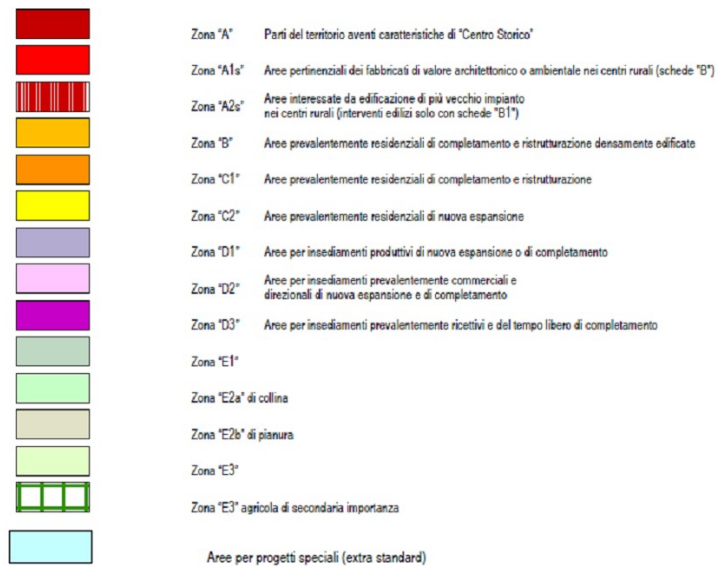 Zona "A" Parti del territorio aventi caratteristiche di "Centro Storico"
Zona "A1s" Aree pertinenziali dei fabbricati di valore architettonico o ambientale nei centri rurali (schede "B")
Zona "A2s" Aree interessate da edificazione di più vecchio impianto
nei centri rurali (interventi edilizi solo con schede "B1")
Zona "B" Aree prevalentemente residenziali di completamento e ristrutturazione densamente edificate
Zona "C1" Aree prevalentemente residenziali di completamento e ristrutturazione
Zona "C2" Aree prevalentemente residenziali di nuova espansione
Zona "D1" Aree per insediamenti produttivi di nuova espansione o di completamento
Zona "D2" Aree per insediamenti prevalentemente commerciali e
direzionali di nuova espansione e di completamento
Zona "D3" Aree per insediamenti prevalentemente ricettivi e del tempo libero di completamento
Zona "E1"
Zona "E2a" di collina
Zona "E2b" di pianura
Zona "E3"
Zona "E3" agricola di secondaria importanza
Aree per progetti speciali (extra standard)